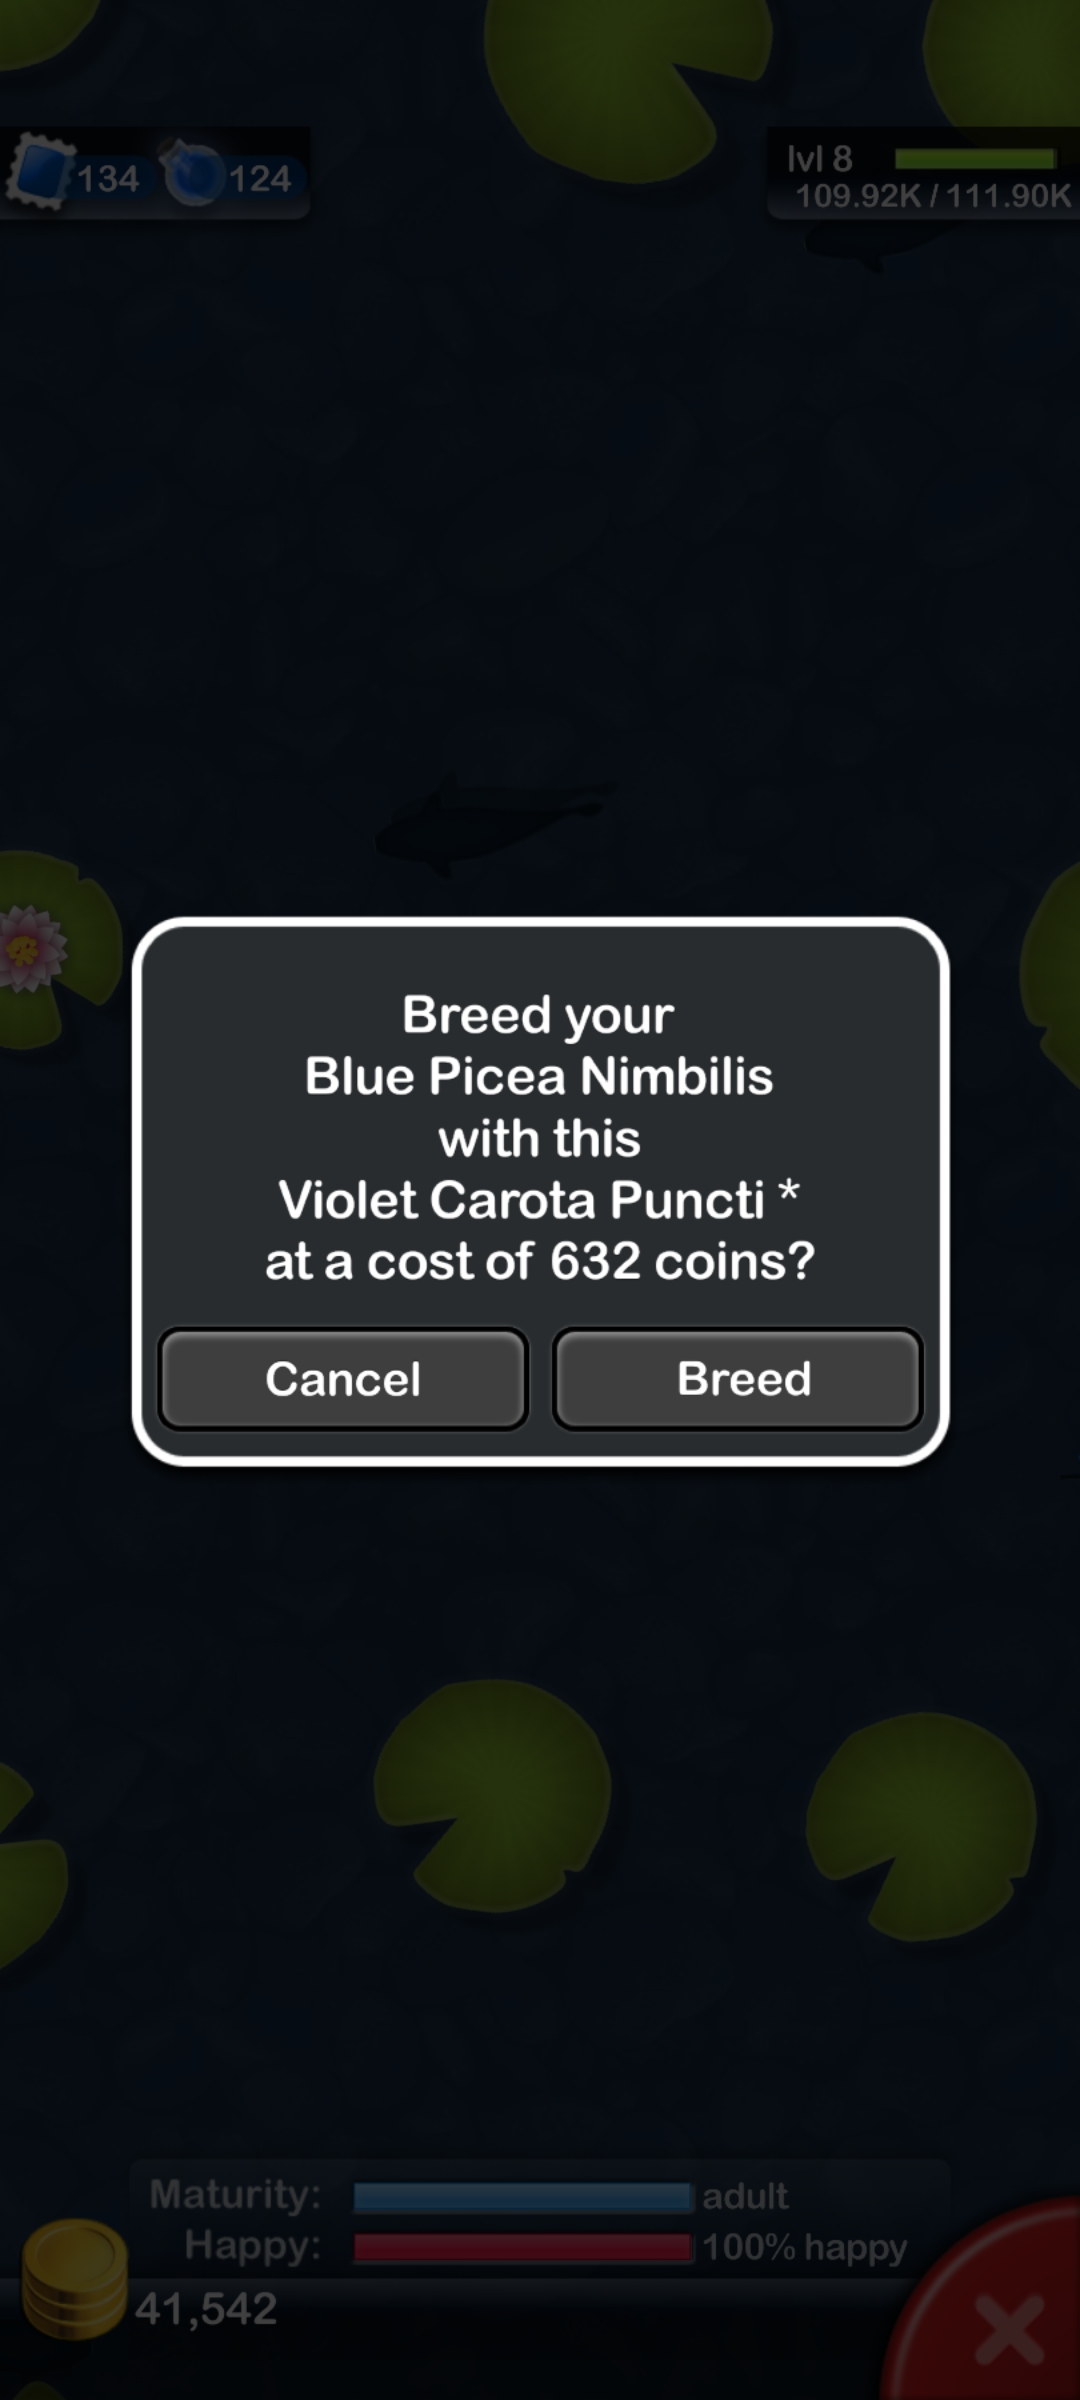 134 124
lvl 8
109.92K / 111.90K
Breed your
Blue Picea Nimbilis
with this
Violet Carota Puncti *
at a cost of 632 coins?
Cancel Breed
Maturity: adult
Happy: 100% happy
41,542